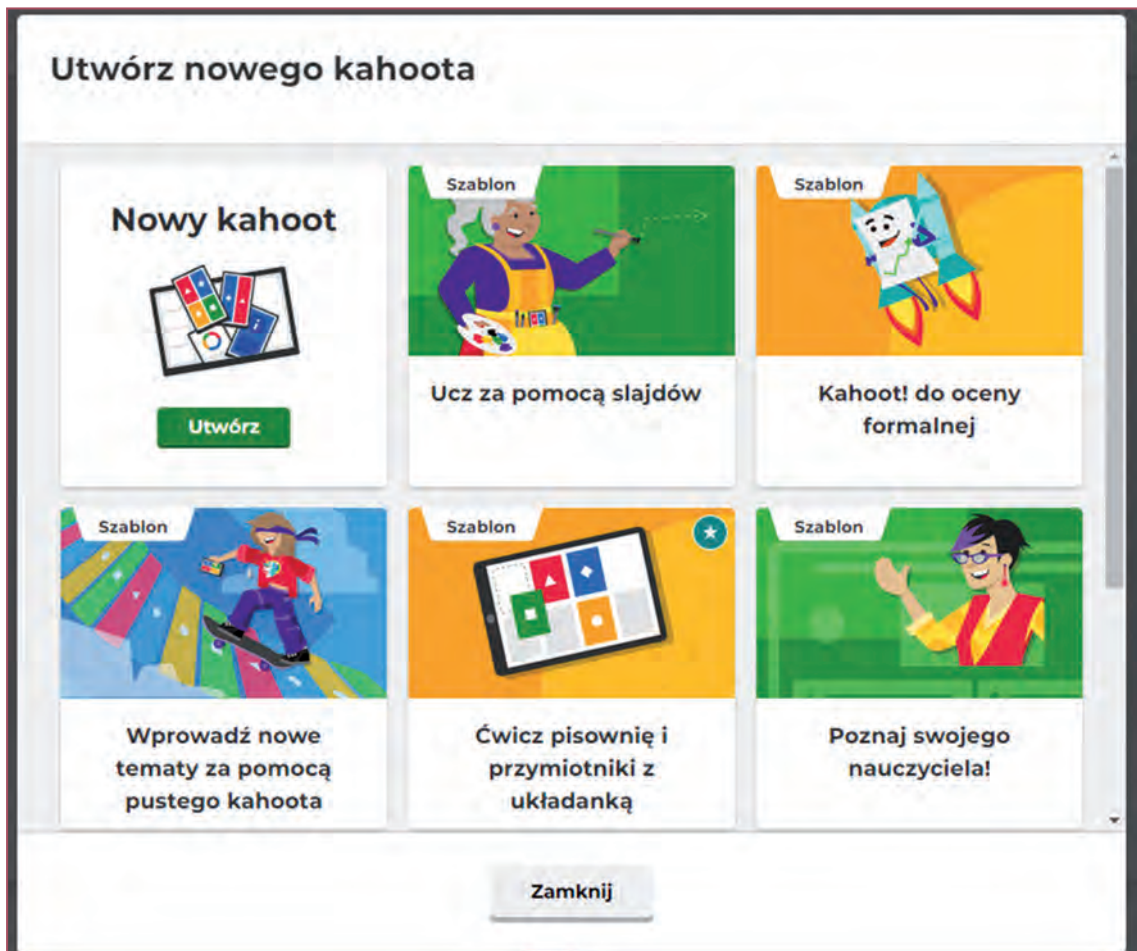 Utwórz nowego kahoota
Nowy kahoot
Utwórz
Szablon
Ucz za pomocą slajdów
Szablon
Kahoot! do oceny
formalnej
Szablon
Wprowadź nowe
tematy za pomocą
pustego kahoota
Szablon
Ćwicz pisownię i
przymiotniki z
układanką
Szablon
Poznaj swojego
nauczyciela!
Zamknij